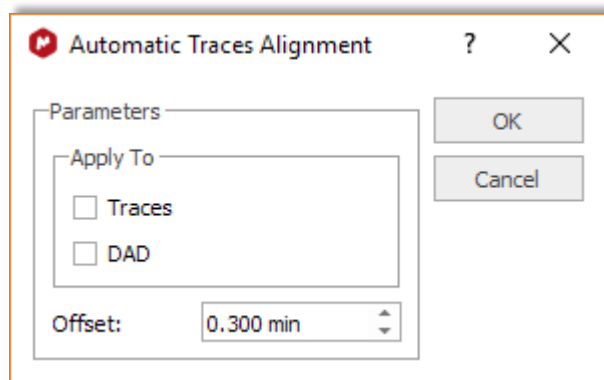 Automatic Traces Alignment ?
Parameters
OK
Apply To
Cancel
Traces
DAD
Offset: 0.300 min